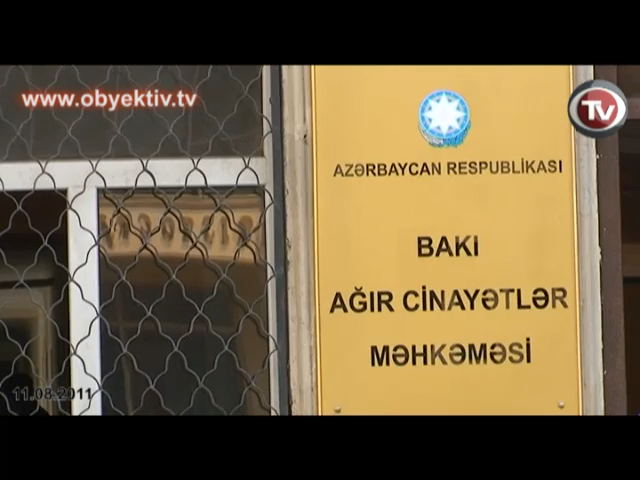 www.obyektiv.tv
TV
AZƏRBAYCAN RESPUBLİKASI
BAKI
AĞIR CİNAYƏTLƏR
MƏHKƏMƏSİ
11.08.2011